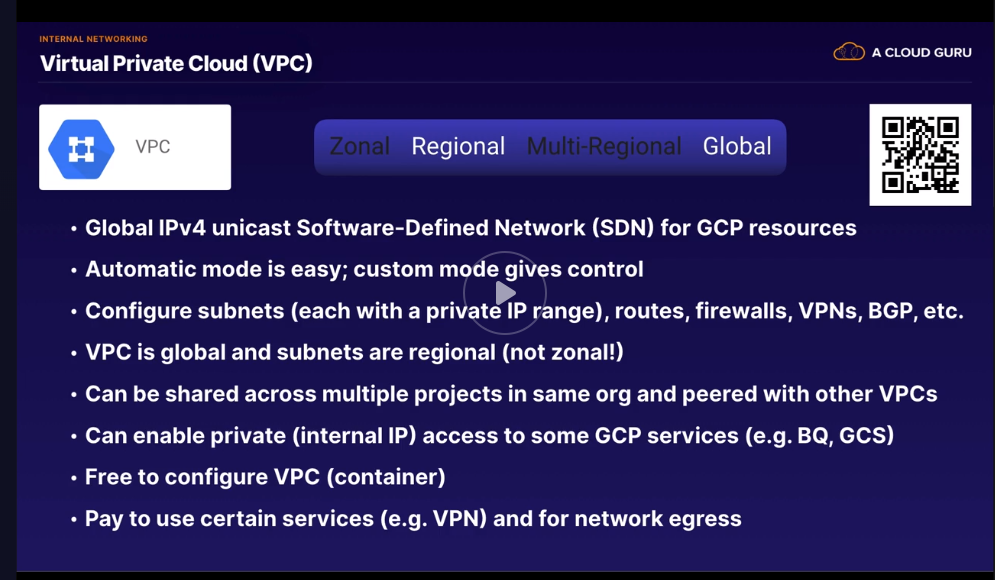 INTERNAL NETWORKING
Virtual Private Cloud (VPC)
A CLOUD GURU
VPC
Zonal Regional Multi-Regional Global
• Global IPv4 unicast Software-Defined Network (SDN) for GCP resources
• Automatic mode is easy; custom mode gives control
• Configure subnets (each with a private IP range), routes, firewalls, VPNs, BGP, etc.
• VPC is global and subnets are regional (not zonal!)
• Can be shared across multiple projects in same org and peered with other VPCs
• Can enable private (internal IP) access to some GCP services (e.g. BQ, GCS)
• Free to configure VPC (container)
• Pay to use certain services (e.g. VPN) and for network egress